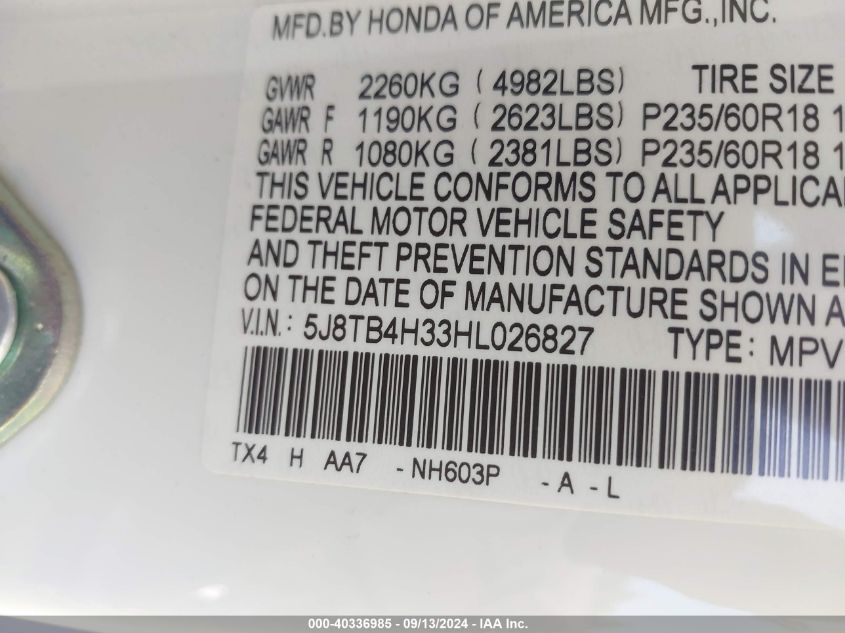 MFD.BY HONDA OF AMERICA MFG.,INC.
GVWR 2260KG ( 4982LBS) TIRE SIZE
GAWR F 1190KG ( 2623LBS) P235/60R18 1
GAWR R 1080KG ( 2381LBS) P235/60R18 1
THIS VEHICLE CONFORMS TO ALL
FEDERAL MOTOR VEHICLE SAFETY
AND THEFT PREVENTION STANDARDS IN
ON THE DATE OF MANUFACTURE SHOWN
V.I.N.: 5J8TB4H33HL026827 TYPE: MPV
TX4 H AA7 -NH603P -A -L
000-40336985 - 09/13/2024 - IAA Inc.